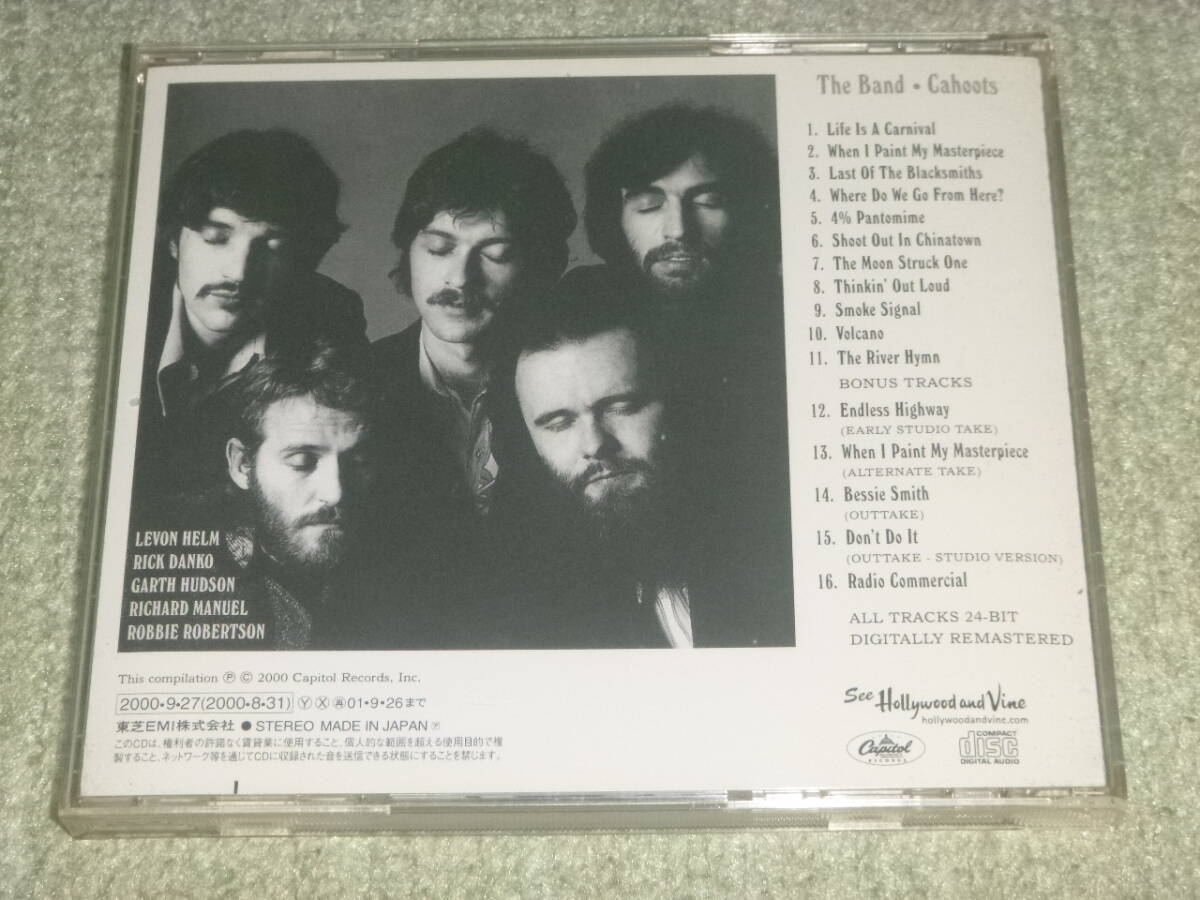 The Band • Cahoots
1. Life Is A Carnival
2. When I Paint My Masterpiece
3. Last Of The Blacksmiths
4. Where Do We Go From Here?
5. 4% Pantomime
6. Shoot Out In Chinatown
7. The Moon Struck One
8. Thinkin' Out Loud
9. Smoke Signal
10. Volcano
11. The River Hymn
BONUS TRACKS
12. Endless Highway
(EARLY STUDIO TAKE)
13. When I Paint My Masterpiece
(ALTERNATE TAKE)
14. Bessie Smith
(OUTTAKE)
15. Don't Do It
(OUTTAKE - STUDIO VERSION)
16. Radio Commercial
ALL TRACKS 24-BIT
DIGITALLY REMASTERED
LEVON HELM
RICK DANKO
GARTH HUDSON
RICHARD MANUEL
ROBBIE ROBERTSON
This compilation ℗ © 2000 Capitol Records, Inc.
2000•9•27(2000•8•31) Ⓨ Ⓧ 01•9•26まで
東芝EMI株式会社 ● STEREO MADE IN JAPAN ℗
このCDは、権利者の許諾なく賃貸業に使用すること、個人的な範囲を超える使用目的で複
製すること、ネットワーク等を通じてCDに収録された音を送信できる状態にすることを禁じます。
See Hollywood and Vine
hollywoodandvine.com
Capitol
RECORDS
COMPACT
disc
DIGITAL AUDIO